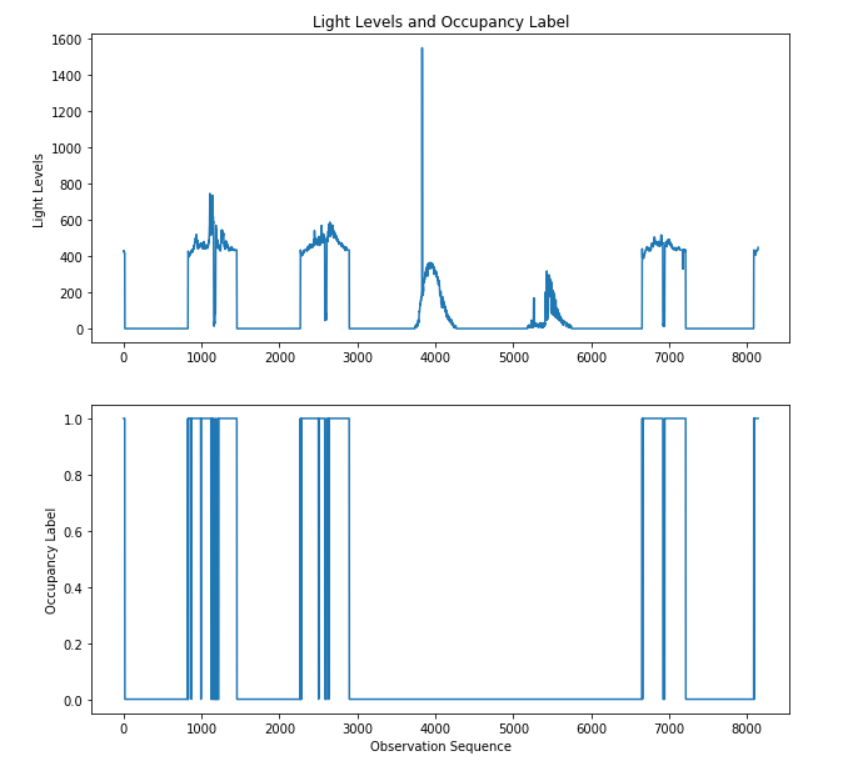 Light Levels and Occupancy Label
1600
1400
1200
1000
800
600
400
200
0
Light Levels
0 1000 2000 3000 4000 5000 6000 7000 8000
1.0
0.8
0.6
0.4
0.2
0.0
Occupancy Label
0 1000 2000 3000 4000 5000 6000 7000 8000
Observation Sequence